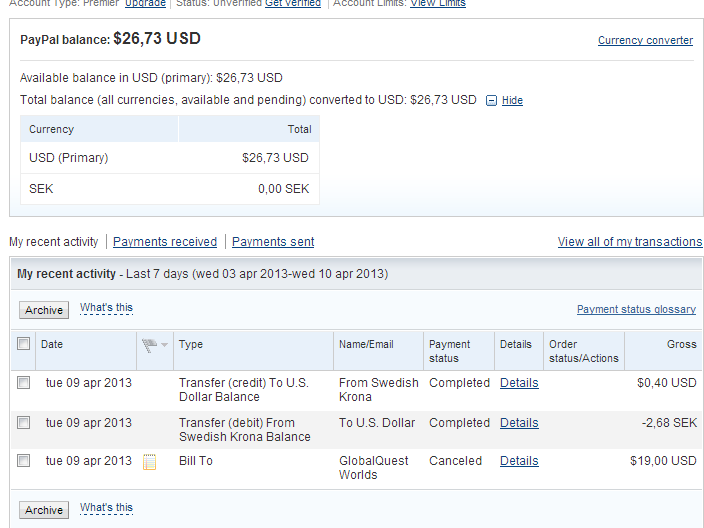 Account Type: Premier Upgrade | Status: Unverified Get Verified | Account Limits: View Limits
PayPal balance: $26,73 USD
Currency converter
Available balance in USD (primary): $26,73 USD
Total balance (all currencies, available and pending) converted to USD: $26,73 USD Hide
Currency Total
USD (Primary) $26,73 USD
SEK 0,00 SEK
My recent activity | Payments received | Payments sent View all of my transactions
My recent activity - Last 7 days (wed 03 apr 2013-wed 10 apr 2013)
Archive What's this Payment status glossary
Date Type Name/Email Payment status Details Order status/Actions Gross
tue 09 apr 2013 Transfer (credit) To U.S. Dollar Balance From Swedish Krona Completed Details $0,40 USD
tue 09 apr 2013 Transfer (debit) From Swedish Krona Balance To U.S. Dollar Completed Details -2,68 SEK
tue 09 apr 2013 Bill To GlobalQuest Worlds Canceled Details $19,00 USD
Archive What's this